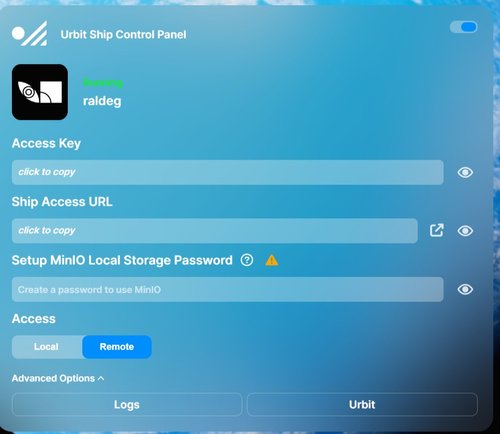 Urbit Ship Control Panel
Running
raldeg
Access Key
click to copy
Ship Access URL
click to copy
Setup MinIO Local Storage Password
Create a password to use MinIO
Access
Local Remote
Advanced Options
Logs Urbit